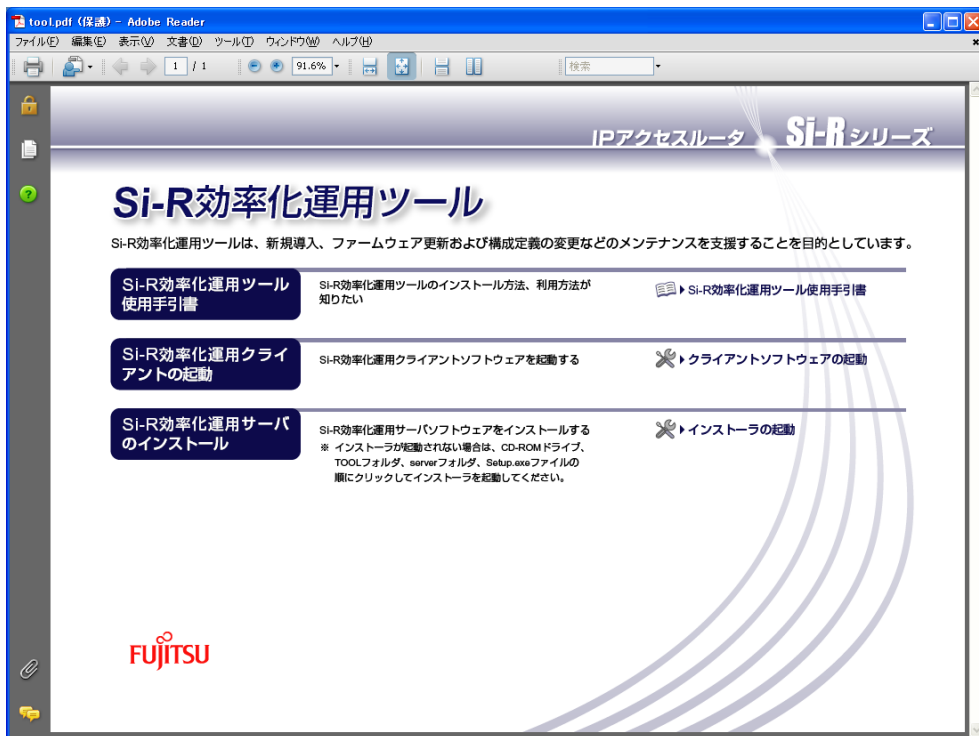 tool.pdf (保護) - Adobe Reader
ファイル(F) 編集(E) 表示(V) 文書(D) ツール(T) ウィンドウ(W) ヘルプ(H)
1 / 1 91.6% 検索
IPアクセスルータ Si-Rシリーズ
Si-R効率化運用ツール
Si-R効率化運用ツールは、新規導入、ファームウェア更新および構成定義の変更などのメンテナンスを支援することを目的としています。
Si-R効率化運用ツール
使用手引書
Si-R効率化運用ツールのインストール方法、利用方法が
知りたい
Si-R効率化運用ツール使用手引書
Si-R効率化運用クライ
アントの起動
Si-R効率化運用クライアントソフトウェアを起動する
クライアントソフトウェアの起動
Si-R効率化運用サーバ
のインストール
Si-R効率化運用サーバソフトウェアをインストールする
※ インストーラが起動されない場合は、CD-ROMドライブ、
TOOLフォルダ、serverフォルダ、Setup.exeファイルの
順にクリックしてインストーラを起動してください。
インストーラの起動
FUJITSU